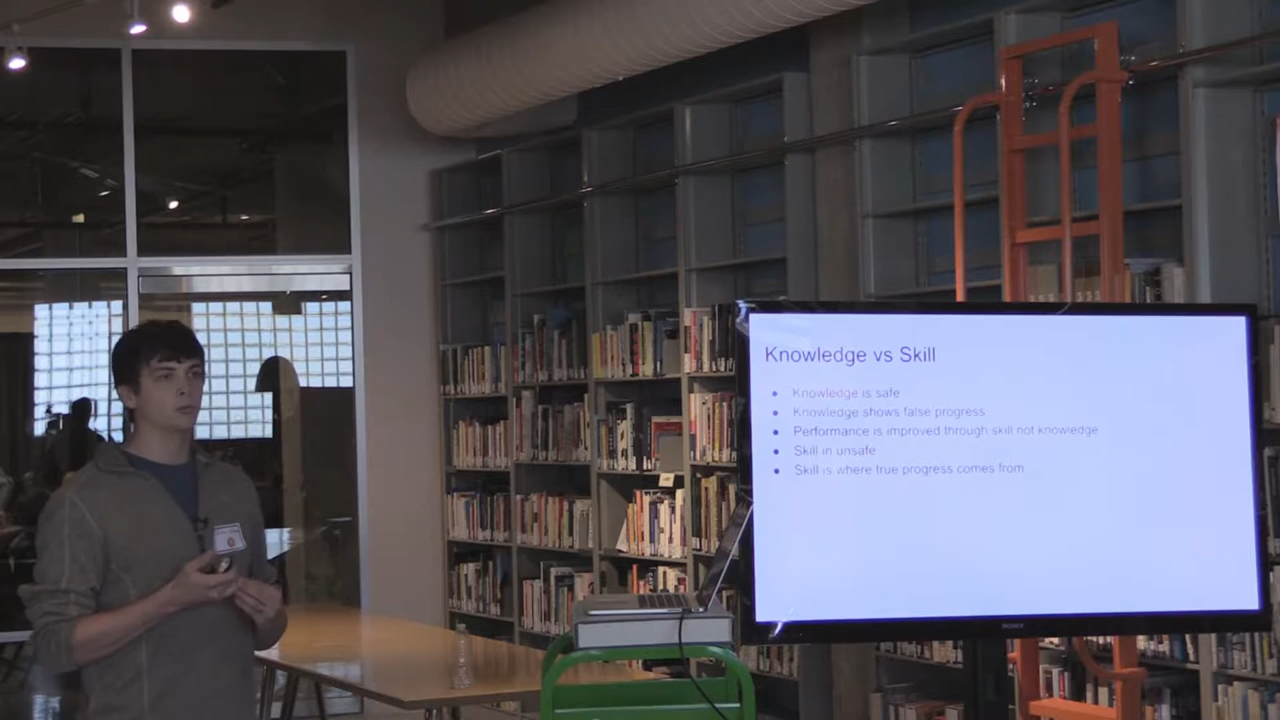 Knowledge vs Skill
• Knowledge is safe
• Knowledge shows false progress
• Performance is improved through skill not knowledge
• Skill in unsafe
• Skill is where true progress comes from
SONY